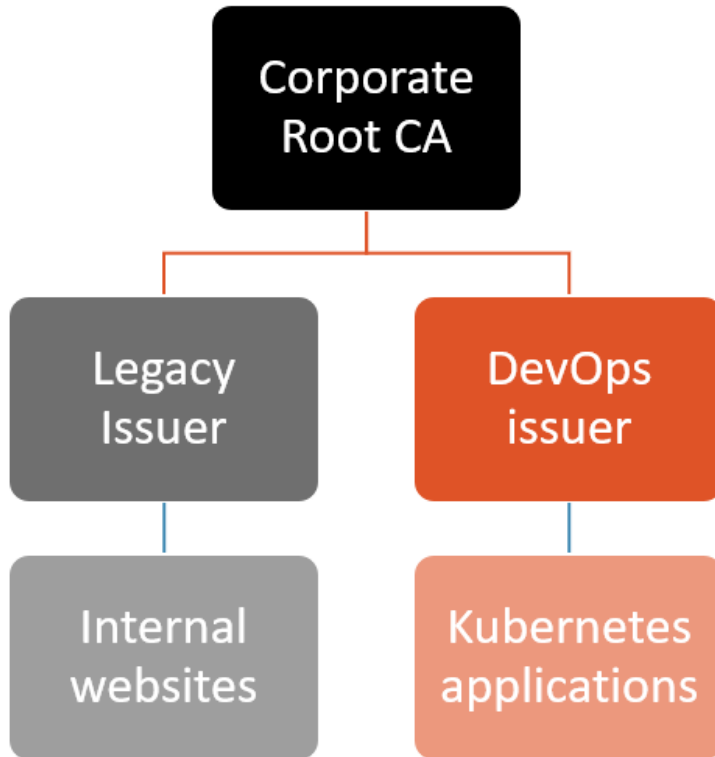 Corporate
Root CA
Legacy
Issuer
DevOps
issuer
Internal
websites
Kubernetes
applications